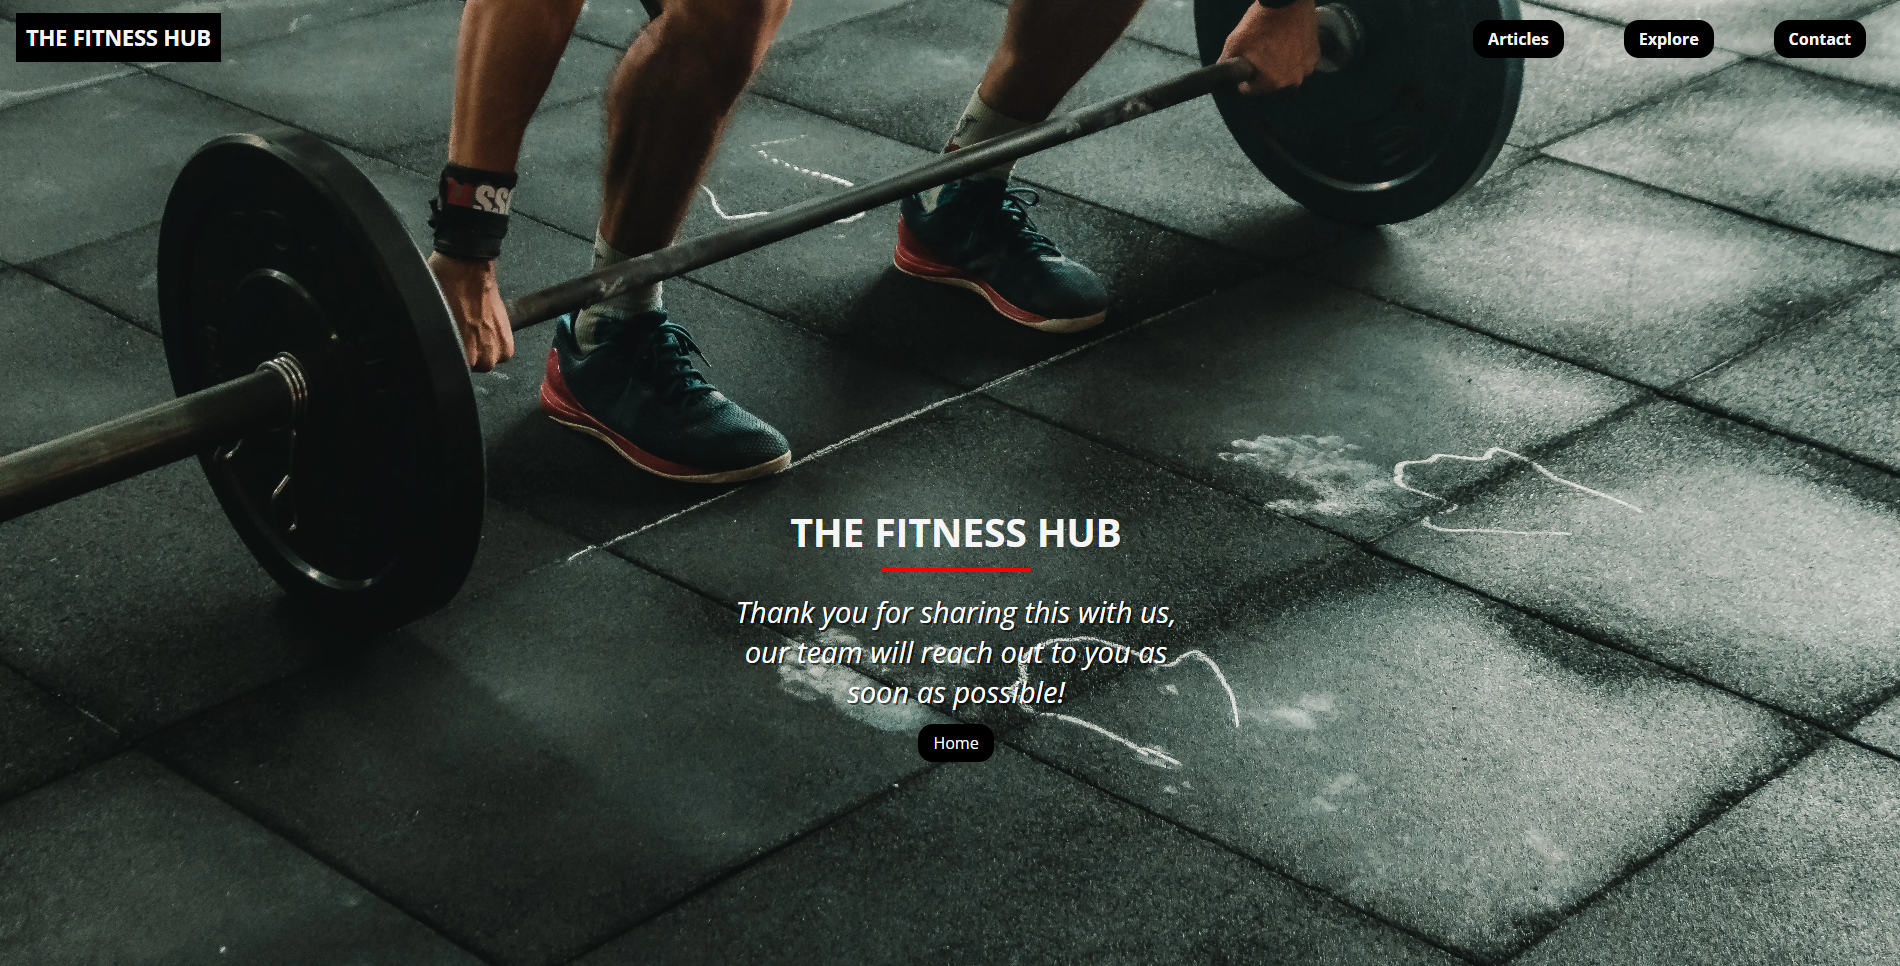 THE FITNESS HUB
Articles
Explore
Contact
THE FITNESS HUB
Thank you for sharing this with us,
our team will reach out to you as
soon as possible!
Home